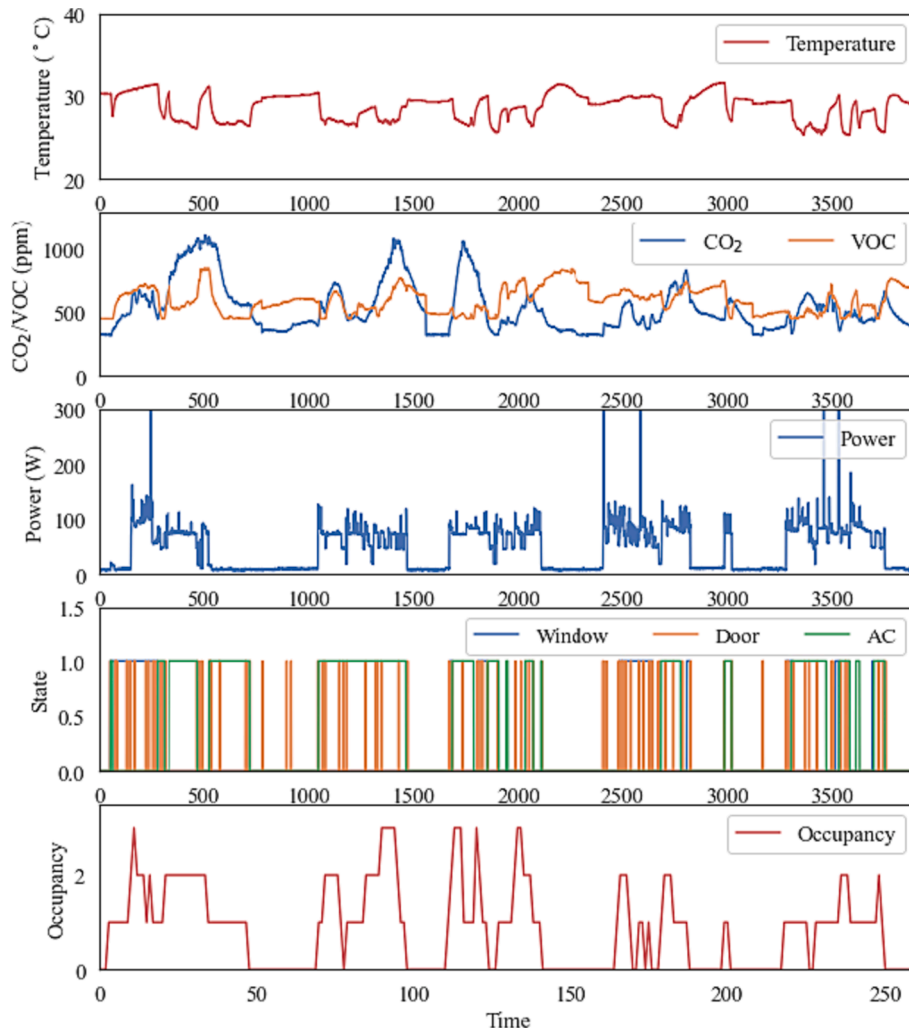 40
30
20
Temperature (°C)
Temperature
0 500 1000 1500 2000 2500 3000 3500
1000
500
0
CO₂/VOC (ppm)
CO₂ VOC
0 500 1000 1500 2000 2500 3000 3500
300
200
100
0
Power (W)
Power
0 500 1000 1500 2000 2500 3000 3500
1.5
1.0
0.5
0.0
State
Window Door AC
0 500 1000 1500 2000 2500 3000 3500
2
0
Occupancy
Occupancy
0 50 100 150 200 250
Time